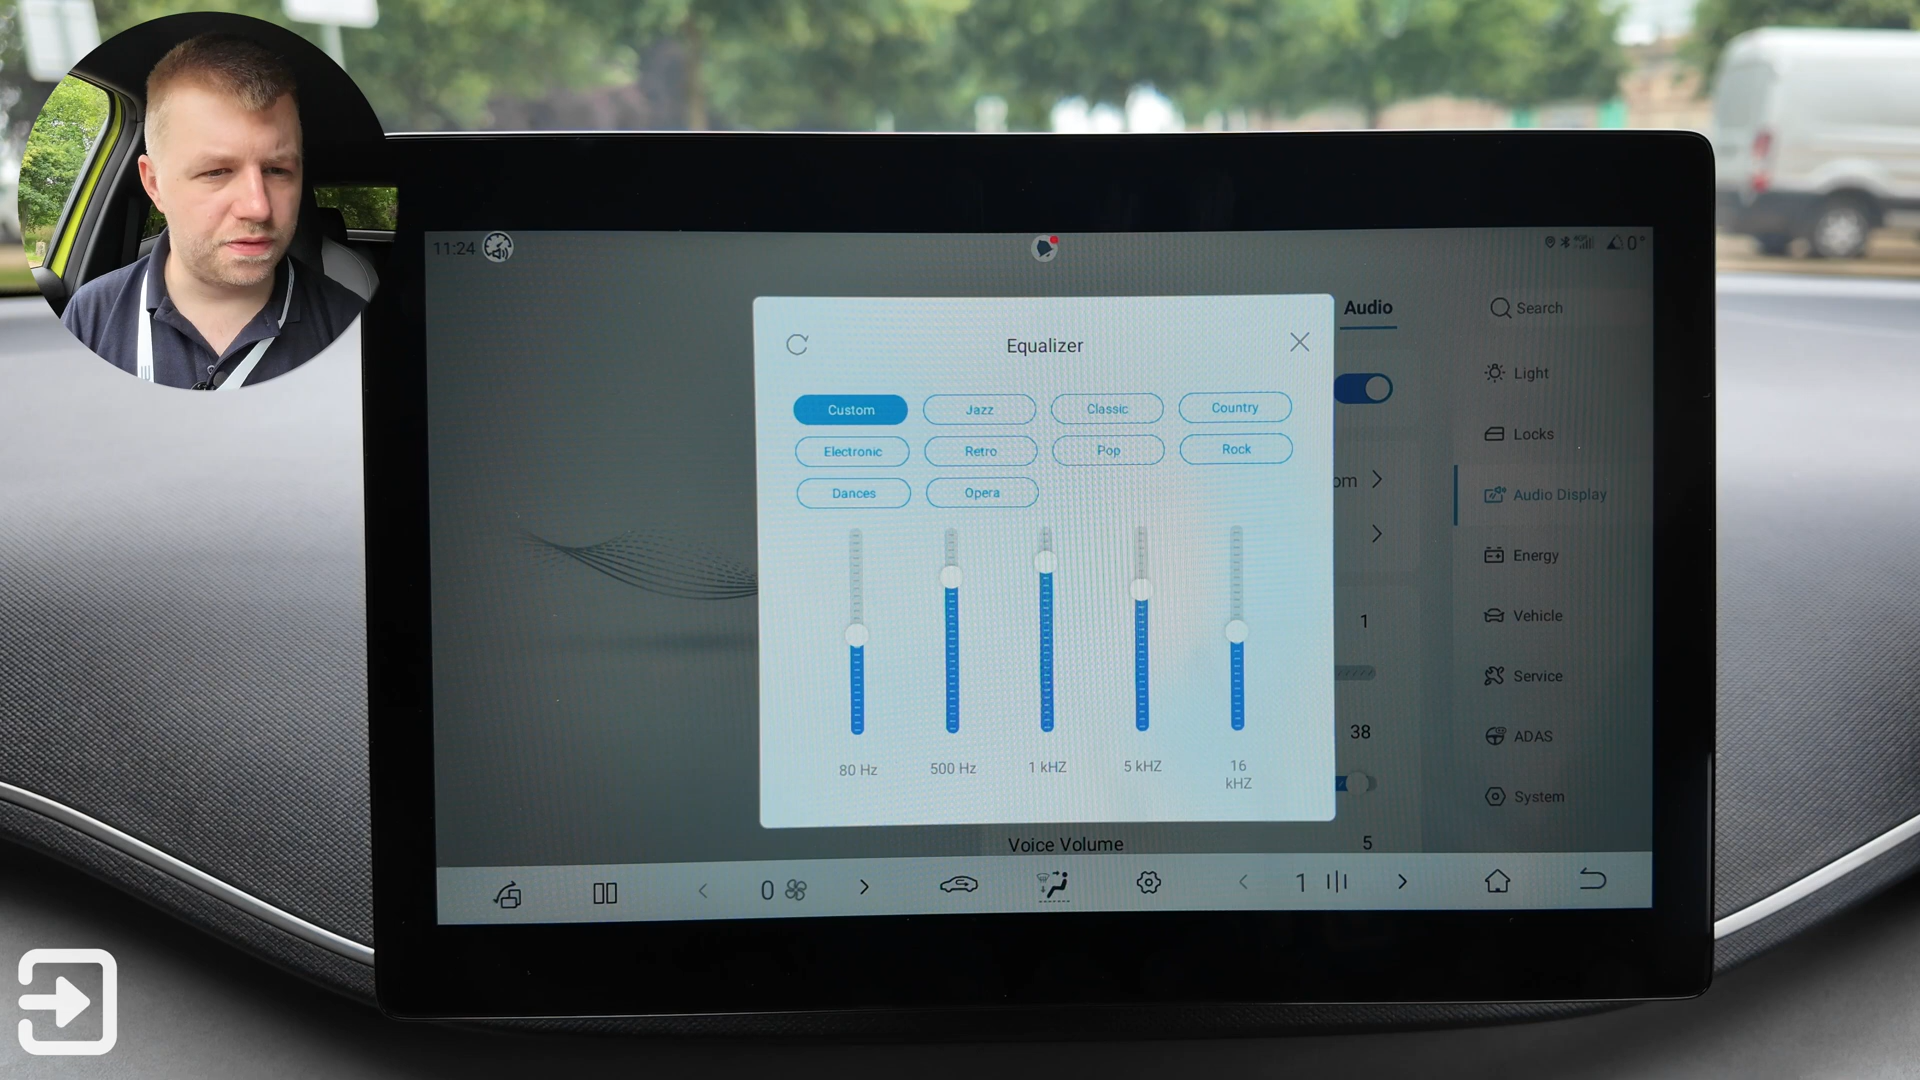 11:24
0°
Equalizer
Custom
Jazz
Classic
Country
Electronic
Retro
Pop
Rock
Dances
Opera
80 Hz
500 Hz
1 kHZ
5 kHZ
16
kHZ
Audio
om
1
38
Voice Volume
5
Search
Light
Locks
Audio Display
Energy
Vehicle
Service
ADAS
System
0
1